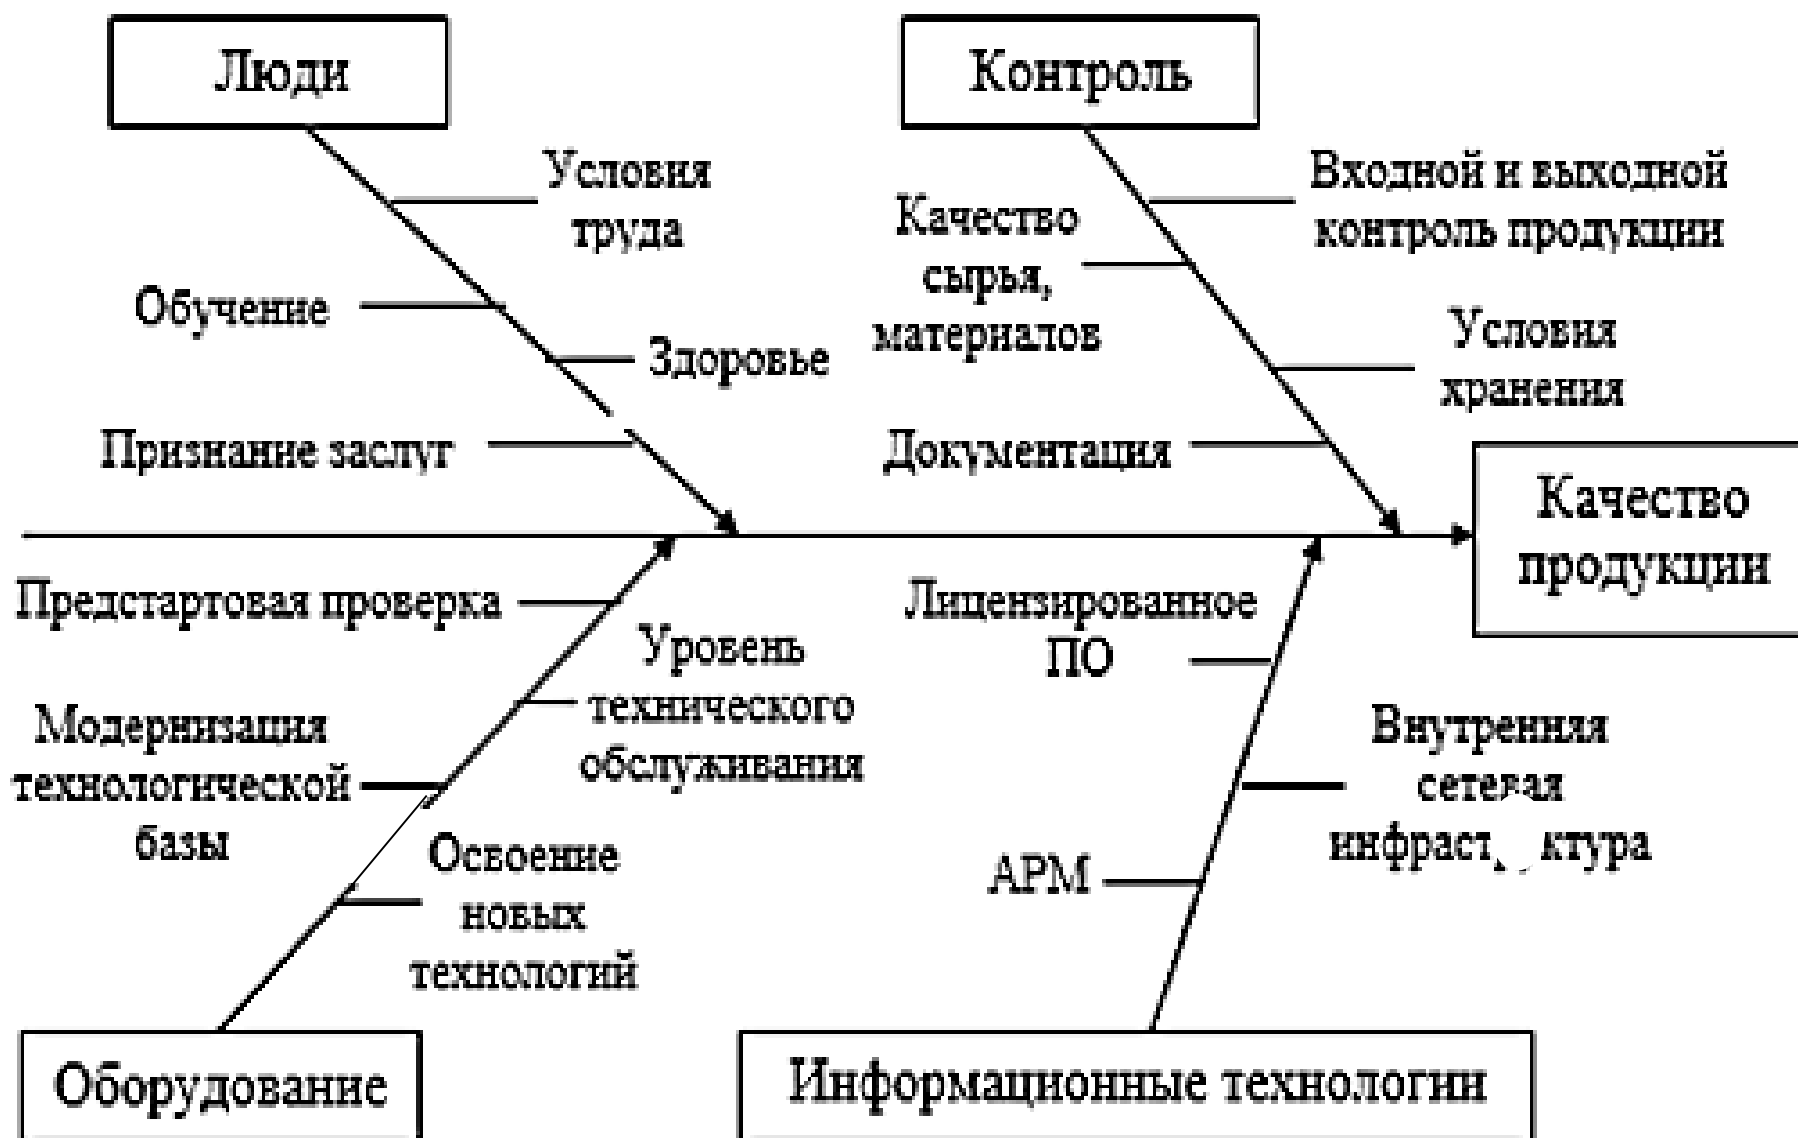 Люди
Контроль
Условия
труда
Входной и выходной
контроль продукции
Качество
сырья,
материалов
Обучение
Здоровье
Условия
хранения
Признание заслуг
Документация
Качество
продукции
Предстартовая проверка
Лицензированное
ПО
Уровень
технического
обслуживания
Модернизация
технологической
базы
Внутренняя
сетевая
инфраструктура
Освоение
новых
технологий
АРМ
Оборудование
Информационные технологии